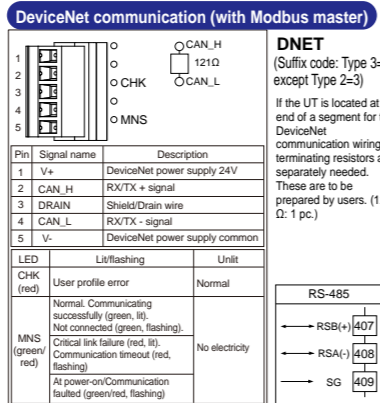 DeviceNet communication (with Modbus master)
1
2
3
4
5
CHK
MNS
CAN_H
121Ω
CAN_L
DNET
(Suffix code: Type 3=
except Type 2=3)
If the UT is located at
end of a segment for
DeviceNet
communication wiring
terminating resistors
separately needed.
These are to be
prepared by users. (1
Ω: 1 pc.)
Pin Signal name Description
1 V+ DeviceNet power supply 24V
2 CAN_H RX/TX + signal
3 DRAIN Shield/Drain wire
4 CAN_L RX/TX - signal
5 V- DeviceNet power supply common
LED Lit/flashing Unlit
CHK
(red) User profile error Normal
MNS
(green/
red)
Normal. Communicating
successfully (green, lit).
Not connected (green, flashing).
Critical link failure (red, lit).
Communication timeout (red,
flashing)
At power-on/Communication
faulted (green/red, flashing)
No electricity
RS-485
RSB(+) 407
RSA(-) 408
SG 409